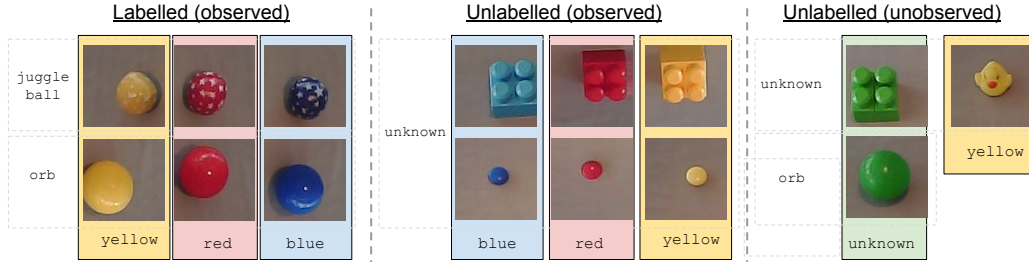 Labelled (observed)
Unlabelled (observed)
Unlabelled (unobserved)
juggle
ball
orb
yellow
red
blue
unknown
blue
red
yellow
unknown
orb
unknown
yellow